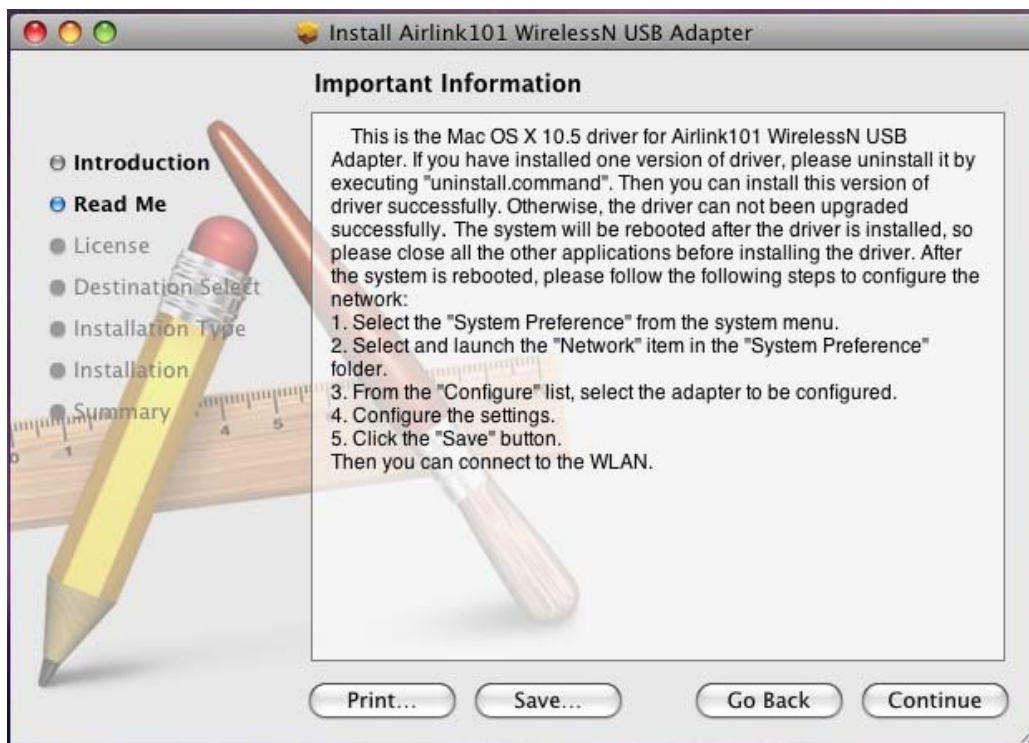 Install Airlink101 WirelessN USB Adapter
Important Information
Introduction
Read Me
License
Destination Select
Installation Type
Installation
Summary
This is the Mac OS X 10.5 driver for Airlink101 WirelessN USB
Adapter. If you have installed one version of driver, please uninstall it by
executing "uninstall.command". Then you can install this version of
driver successfully. Otherwise, the driver can not been upgraded
successfully. The system will be rebooted after the driver is installed, so
please close all the other applications before installing the driver. After
the system is rebooted, please follow the following steps to configure the
network:
1. Select the "System Preference" from the system menu.
2. Select and launch the "Network" item in the "System Preference"
folder.
3. From the "Configure" list, select the adapter to be configured.
4. Configure the settings.
5. Click the "Save" button.
Then you can connect to the WLAN.
0 1 4 5
Print...
Save...
Go Back
Continue